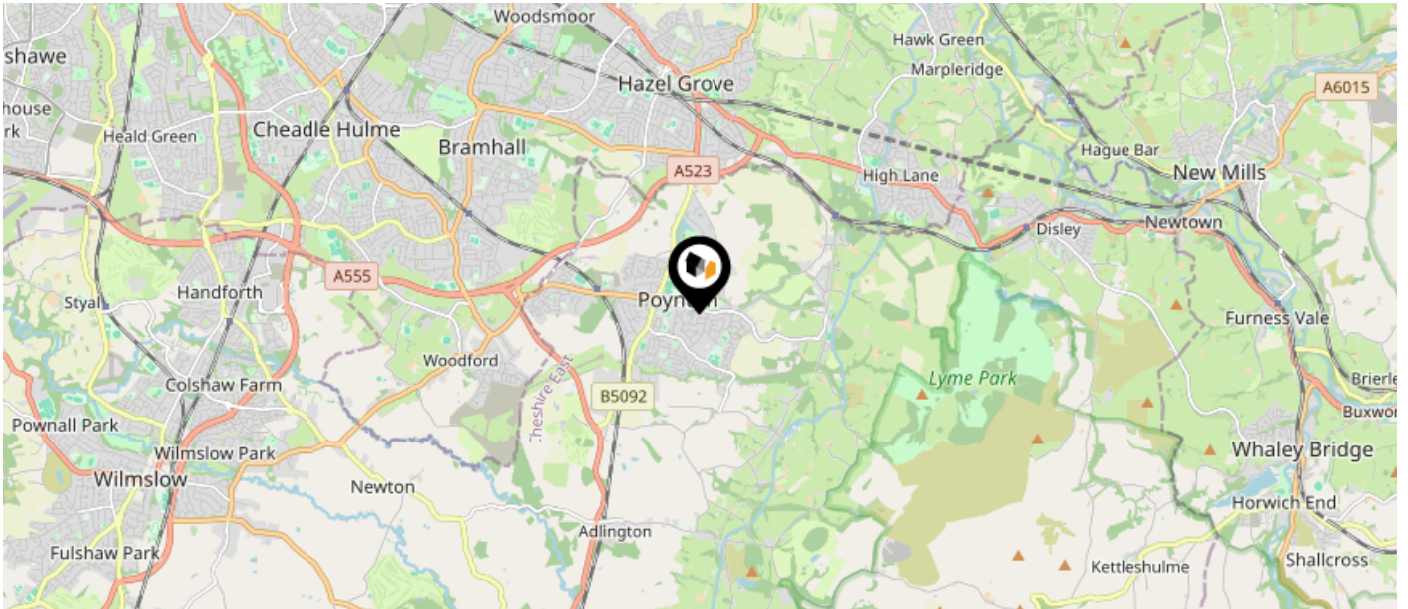 Woodsmoor
shawe
Hawk Green
Hazel Grove
Marpleridge
A6015
house
rk
Heald Green
Cheadle Hulme
Bramhall
Hague Bar
New Mills
A523
High Lane
Newtown
Disley
A555
Styal
Handforth
Poynt n
Furness Vale
Woodford
Colshaw Farm
Lyme Park
Brierle
Cheshire East
B5092
Buxwor
Pownall Park
Wilmslow Park
Whaley Bridge
Wilmslow
Newton
Horwich End
Adlington
Fulshaw Park
Kettleshulme
Shallcross